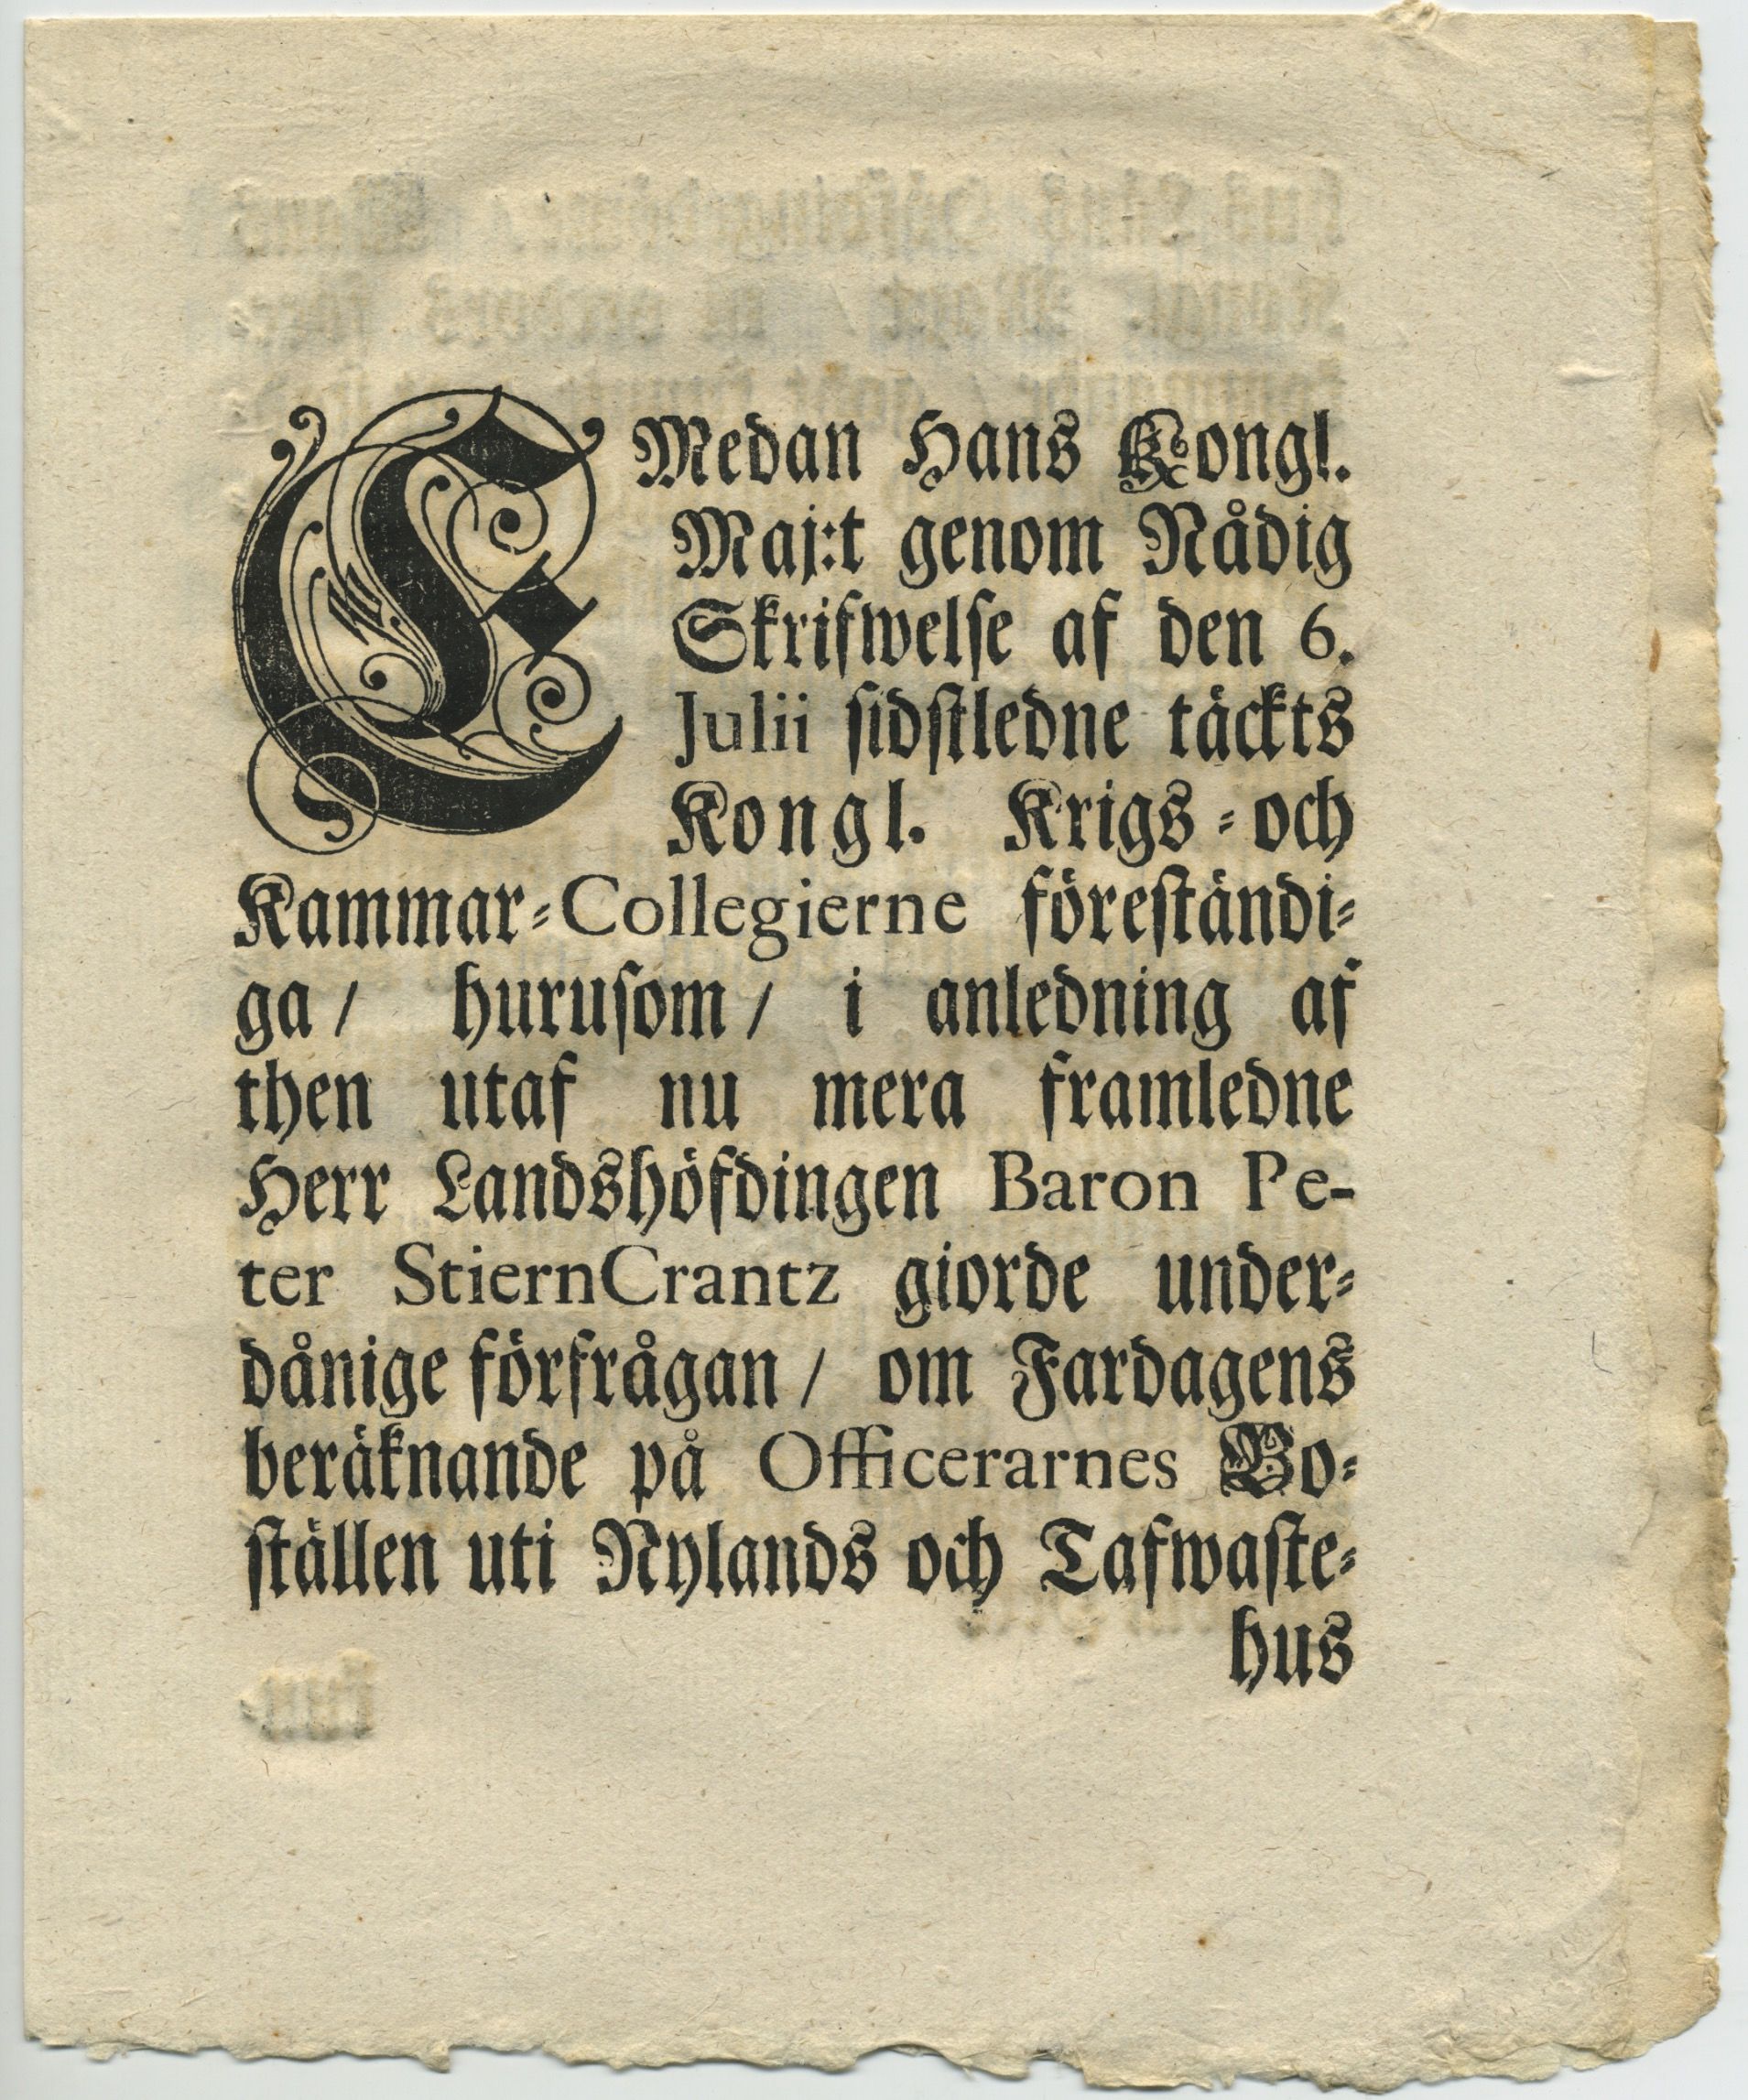 EMedan Hans Kongl.
Maj:t genom Nådig
Skrifwelse af den 6.
Julii sidstledne täckts
Kongl. Krigs- och
Kammar-Collegierne föreständi-
ga / hurusom / i anledning af
then utaf nu mera framledne
Herr Landshöfdingen Baron Pe-
ter StiernCrantz giorde under-
dånige förfrågan / om Fardagens
beräknande på Officerarnes Bo-
ställen uti Nylands och Tafwaste-
hus